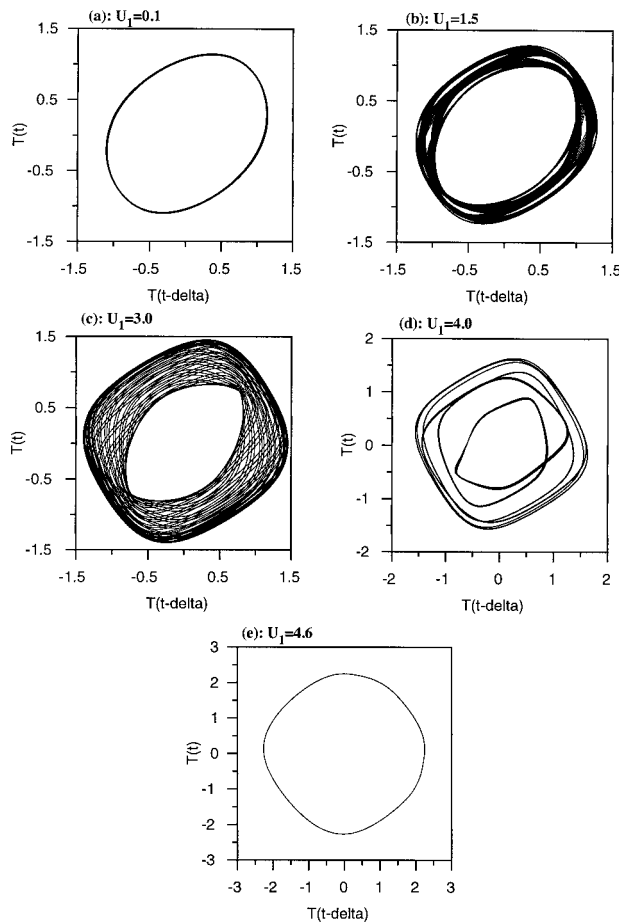 (a): U1=0.1
(b): U1=1.5
1.5
0.5
-0.5
-1.5
T(t)
-1.5 -0.5 0.5 1.5
T(t-delta)
1.5
0.5
-0.5
-1.5
T(t)
-1.5 -0.5 0.5 1.5
T(t-delta)
(c): U1=3.0
(d): U1=4.0
1.5
0.5
-0.5
-1.5
T(t)
-1.5 -0.5 0.5 1.5
T(t-delta)
2
1
0
-1
-2
T(t)
-2 -1 0 1 2
T(t-delta)
(e): U1=4.6
3
2
1
0
-1
-2
-3
T(t)
-3 -2 -1 0 1 2 3
T(t-delta)